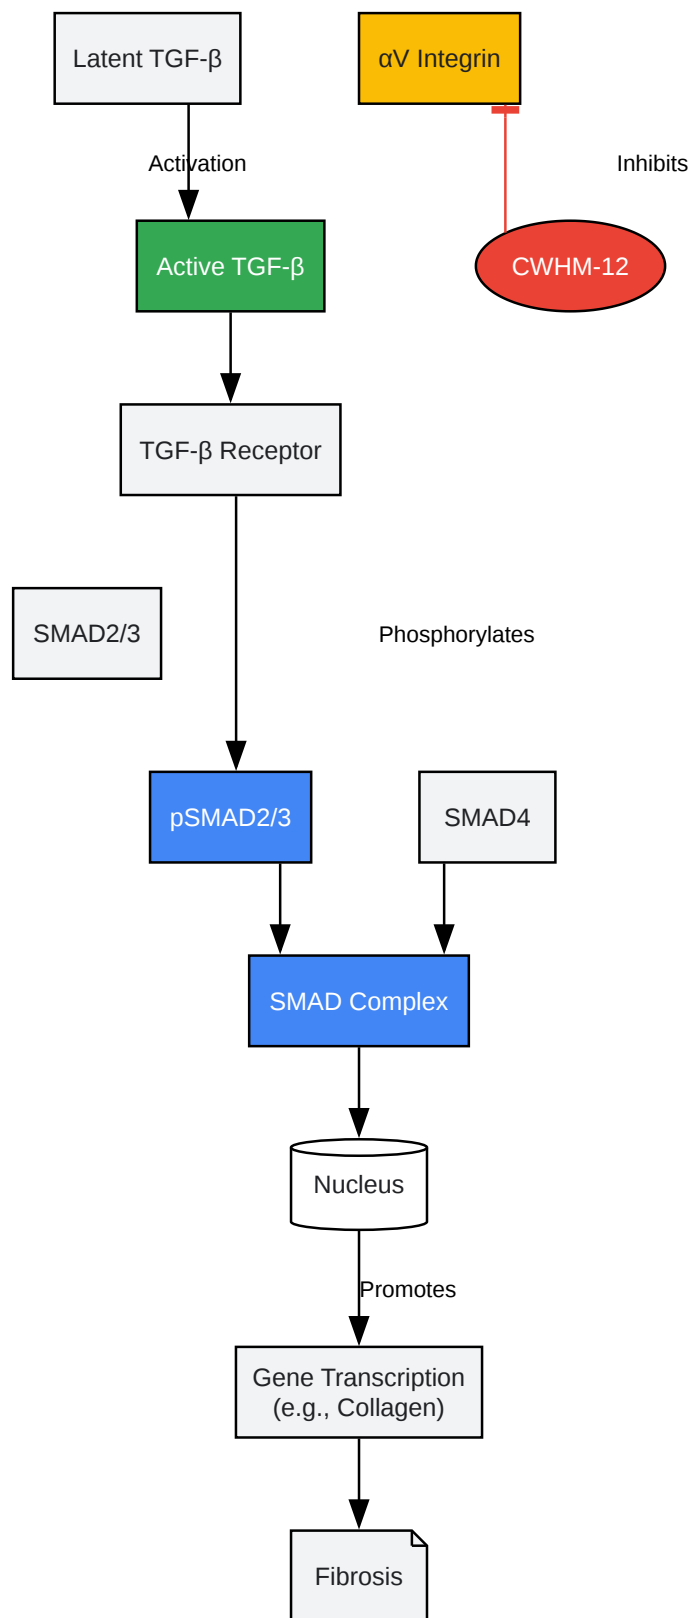 Latent TGF-β
αV Integrin
Activation
Inhibits
Active TGF-β
CWHM-12
TGF-β Receptor
SMAD2/3
Phosphorylates
pSMAD2/3
SMAD4
SMAD Complex
Nucleus
Promotes
Gene Transcription
(e.g., Collagen)
Fibrosis